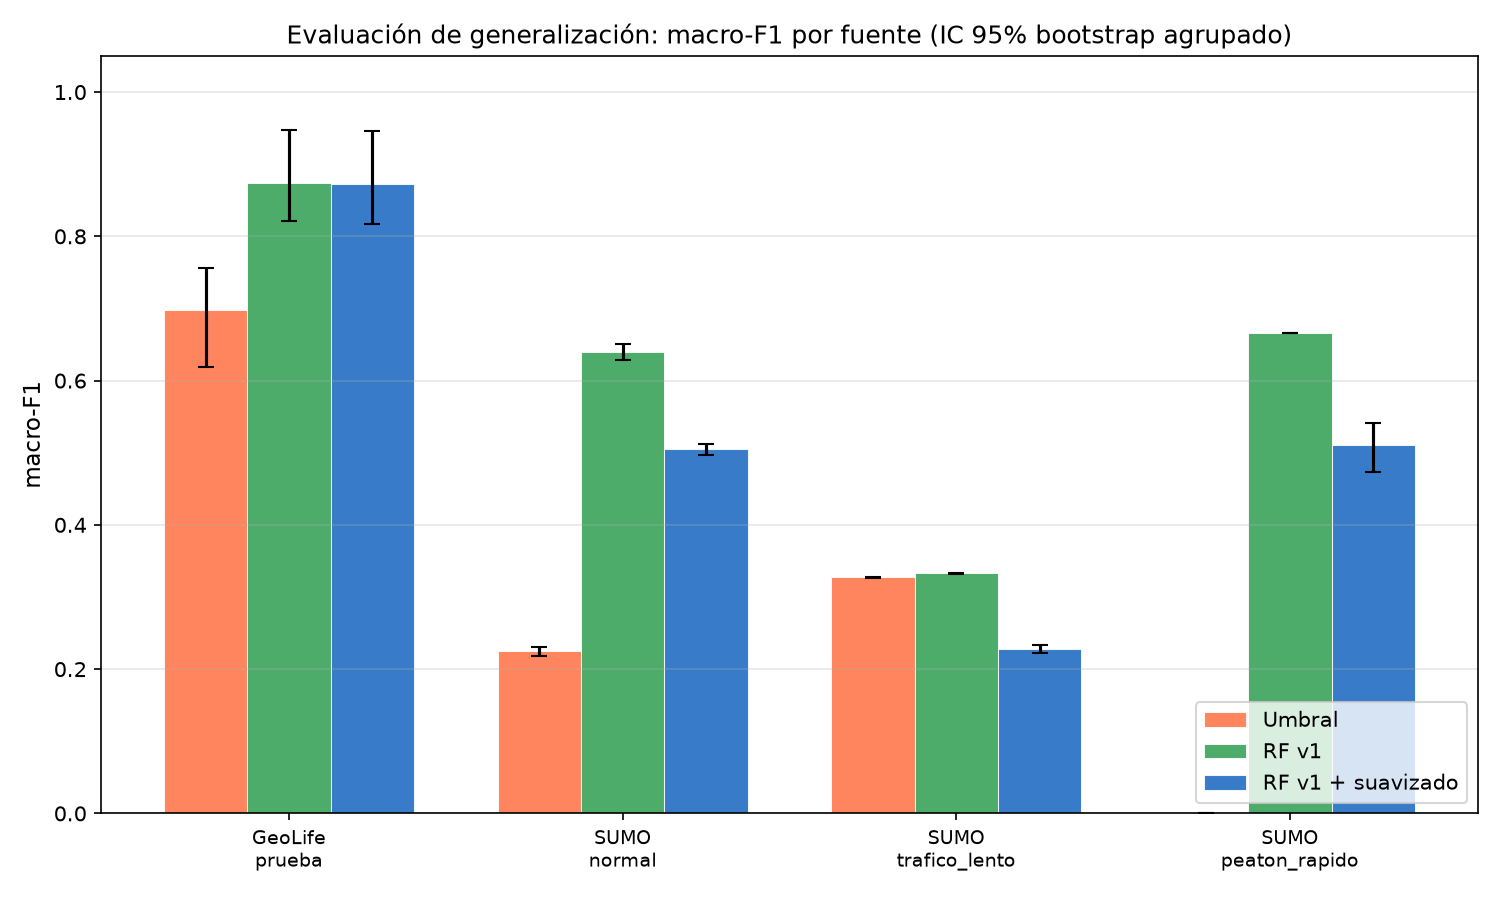 Evaluación de generalización: macro-F1 por fuente (IC 95% bootstrap agrupado)
macro-F1
1.0
0.8
0.6
0.4
0.2
0.0
GeoLife
prueba
SUMO
normal
SUMO
trafico_lento
SUMO
peaton_rapido
Umbral
RF v1
RF v1 + suavizado